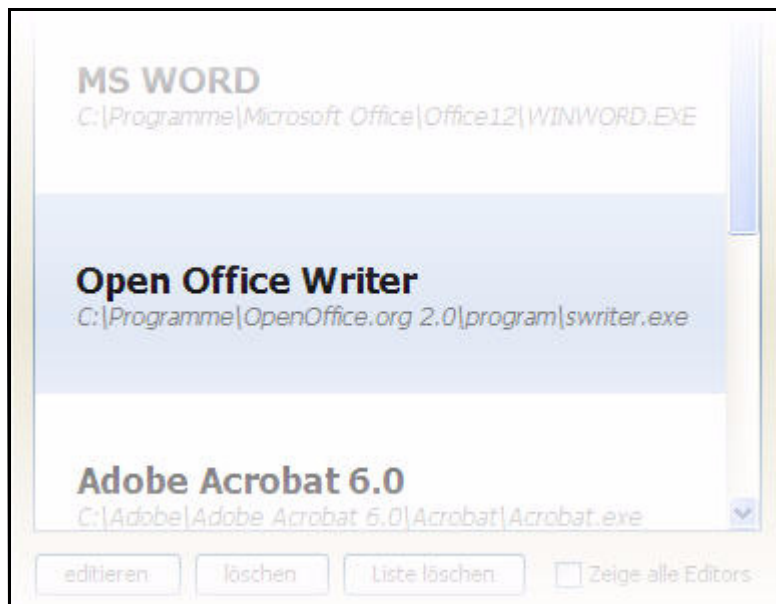 MS WORD
C:\Programme\Microsoft Office\Office12\WINWORD.EXE
Open Office Writer
C:\Programme\OpenOffice.org 2.0\program\swriter.exe
Adobe Acrobat 6.0
C:\Adobe\Adobe Acrobat 6.0\Acrobat\Acrobat.exe
editieren löschen Liste löschen Zeige alle Editors